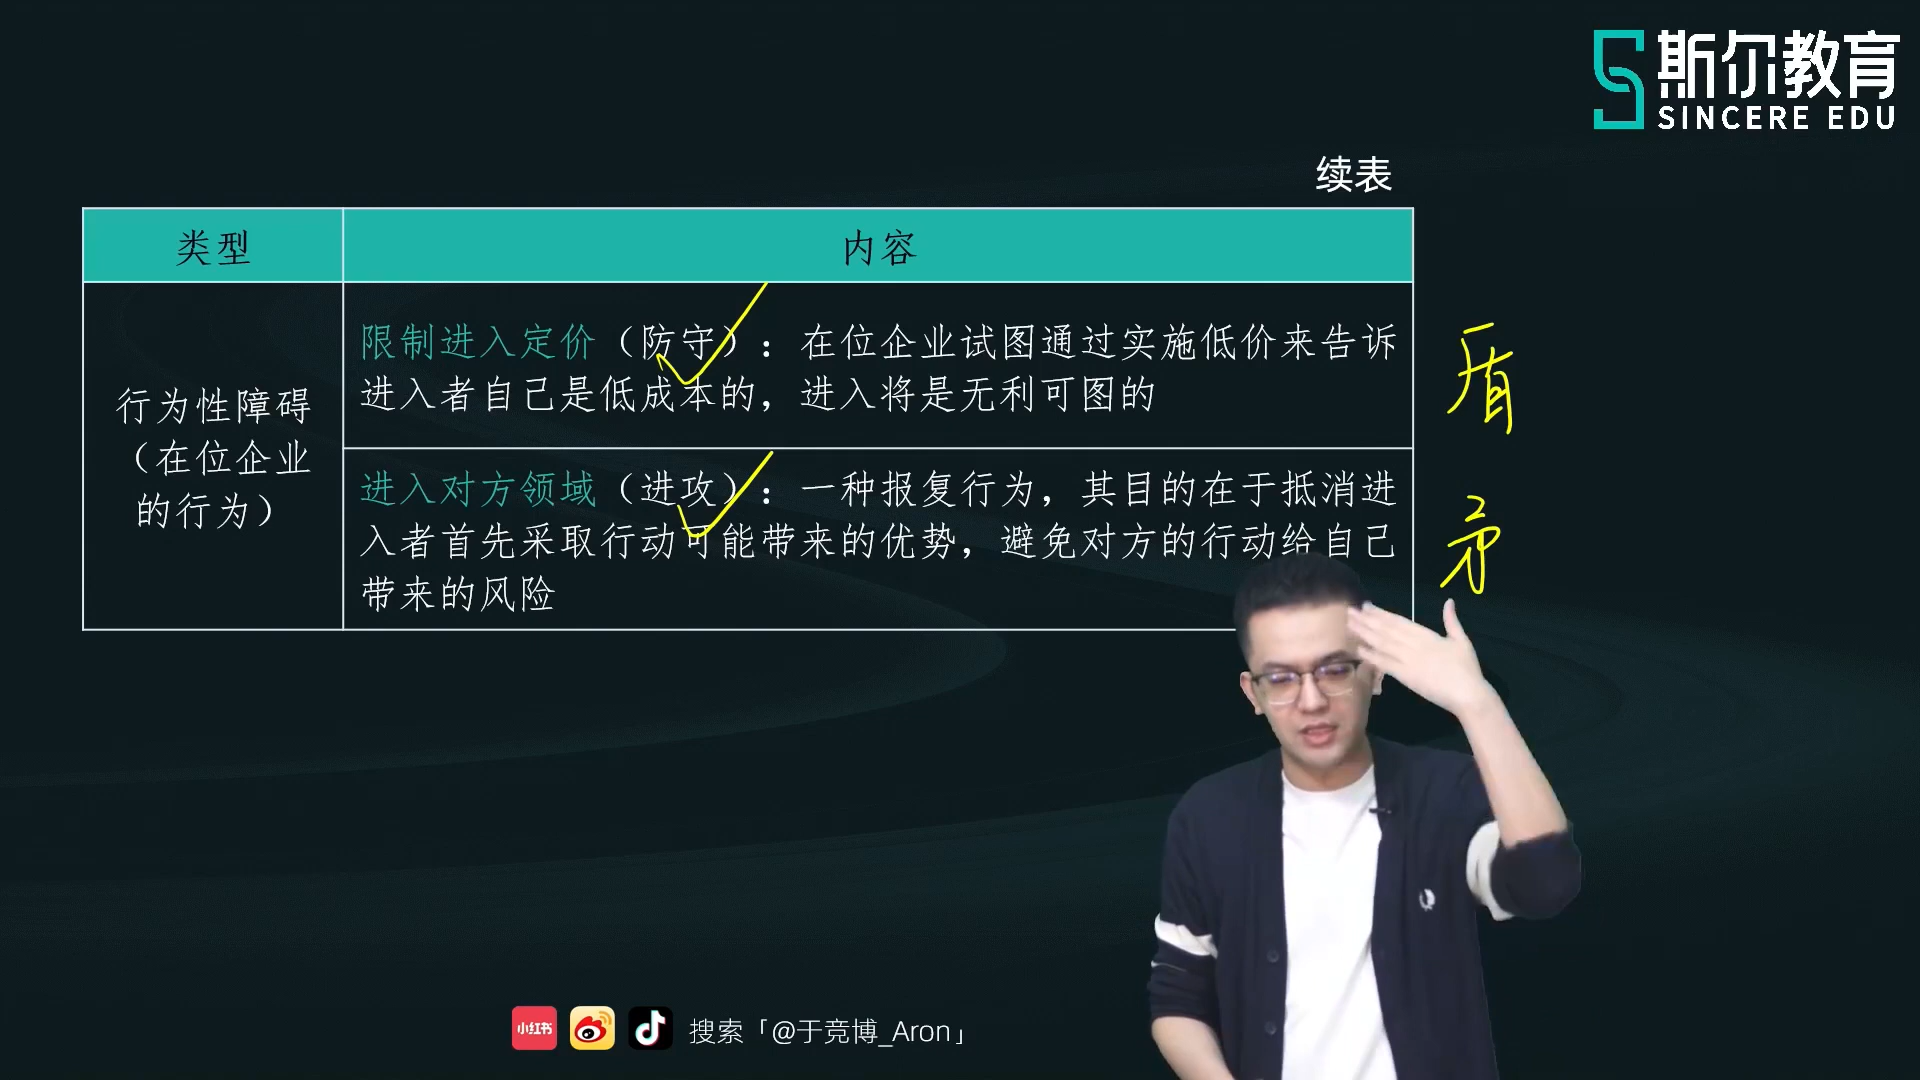 斯尔教育
SINCERE EDU
续表
类型
内容
行为性障碍
（在位企业
的行为）
限制进入定价（防守）：在位企业试图通过实施低价来告诉
进入者自己是低成本的，进入将是无利可图的
盾
进入对方领域（进攻）：一种报复行为，其目的在于抵消进
入者首先采取行动可能带来的优势，避免对方的行动给自己
带来的风险
矛
小红书
搜索「@于竞博_Aron」